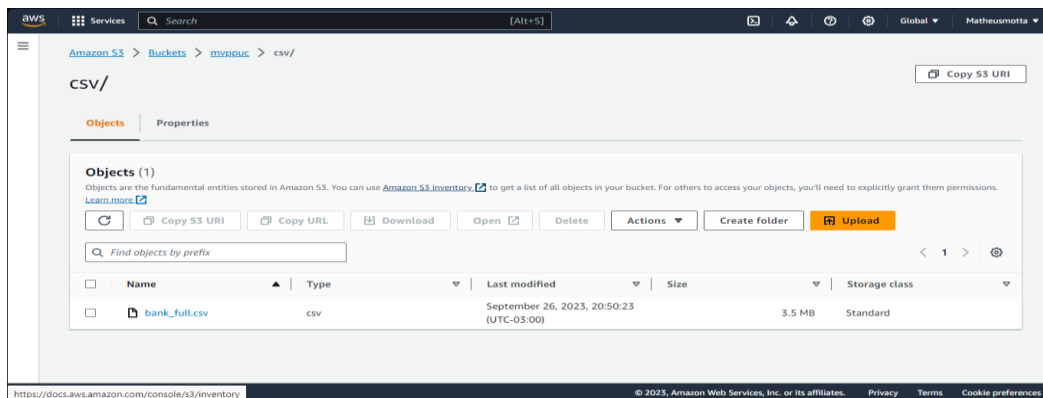 aws Services Search [Alt+S] Global Matheusmotta
Amazon S3 > Buckets > mvppuc > csv/
csv/
Copy S3 URI
Objects Properties
Objects (1)
Objects are the fundamental entities stored in Amazon S3. You can use Amazon S3 inventory to get a list of all objects in your bucket. For others to access your objects, you'll need to explicitly grant them permissions.
Learn more
Copy S3 URI Copy URL Download Open Delete Actions Create folder Upload
Find objects by prefix
< 1 >
Name Type Last modified Size Storage class
bank_full.csv csv September 26, 2023, 20:50:23 3.5 MB Standard
(UTC-03:00)
https://docs.aws.amazon.com/console/s3/inventory © 2023, Amazon Web Services, Inc. or its affiliates. Privacy Terms Cookie preferences